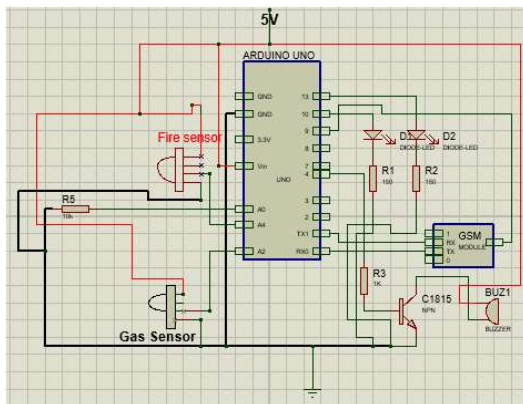 5V
ARDUINO UNO
GND
GND
3.3V
Vin
UNO
A0
A4
A2
13
10
9
8
7
4
3
2
TX1
RX0
Fire sensor
D1
DIODE-LED
D2
DIODE-LED
R1
150
R2
150
R5
10k
GSM
MODULE
1
RX
TX
0
R3
1K
C1815
NPN
BUZ1
BUZZER
Gas Sensor